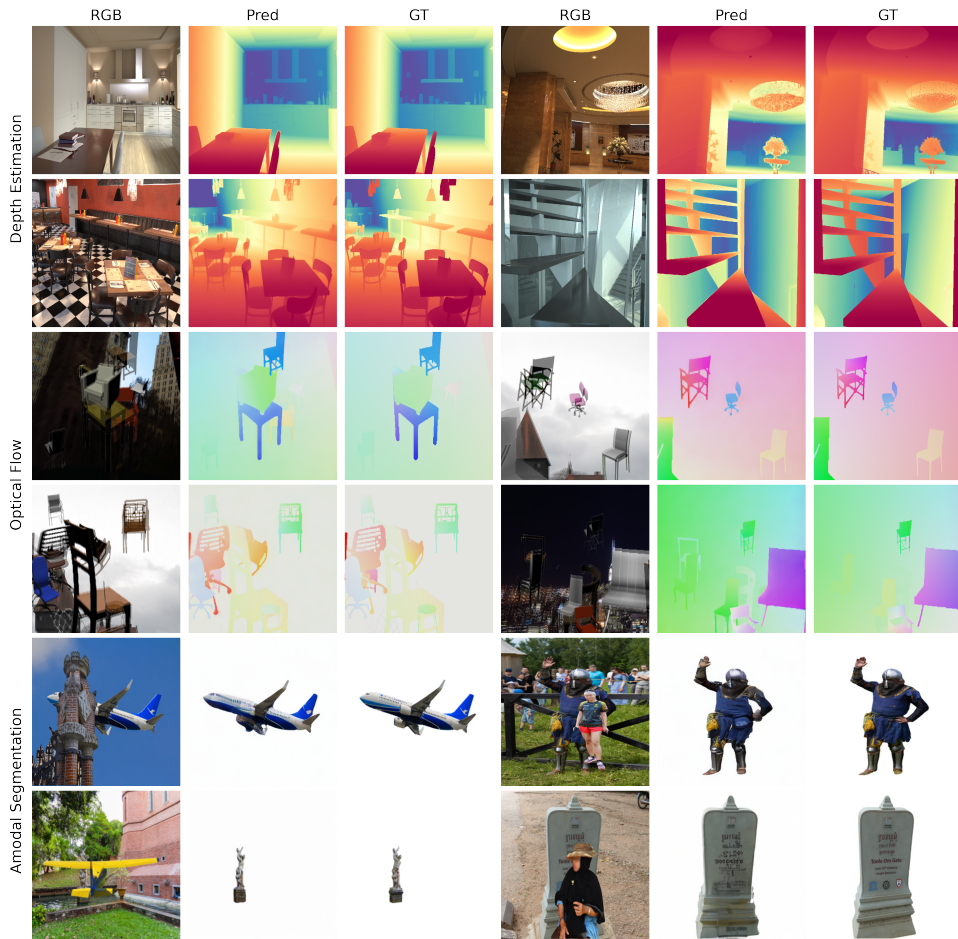 RGB Pred GT RGB Pred GT
Depth Estimation
Optical Flow
Amodal Segmentation